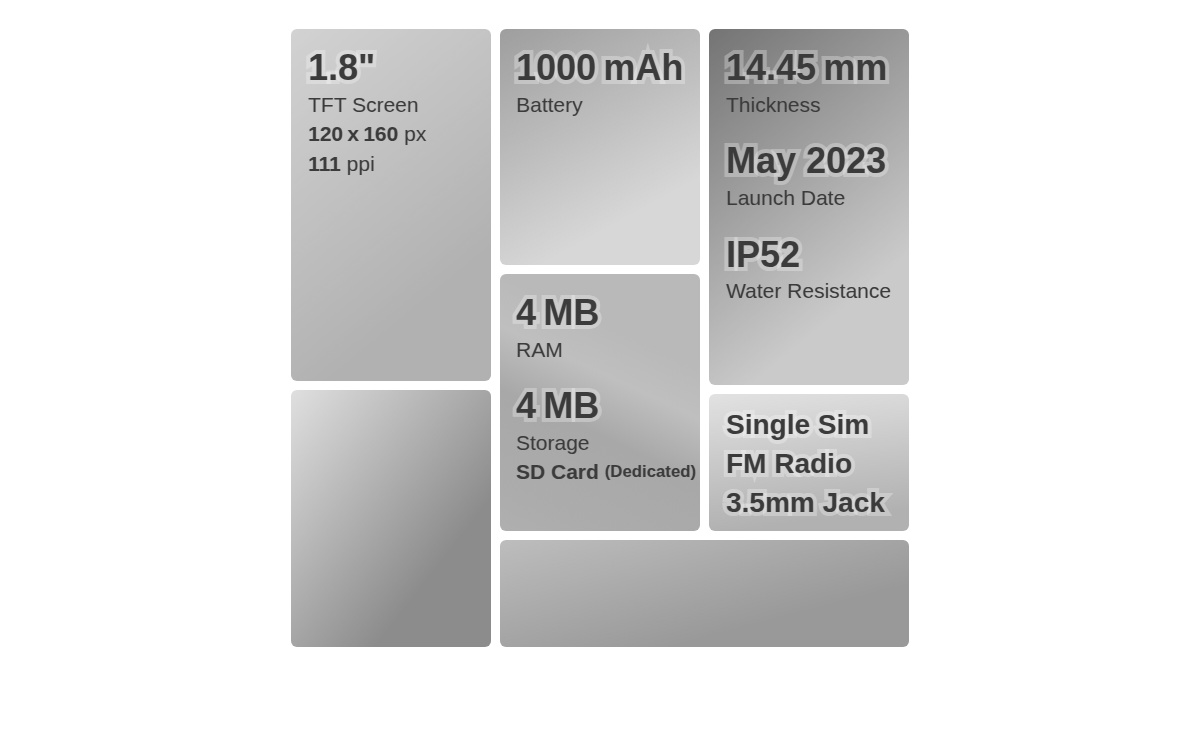 1.8"
TFT Screen
120 x 160 px
111 ppi
1000 mAh
Battery
14.45 mm
Thickness
May 2023
Launch Date
IP52
Water Resistance
4 MB
RAM
4 MB
Storage
SD Card (Dedicated)
Single Sim
FM Radio
3.5mm Jack